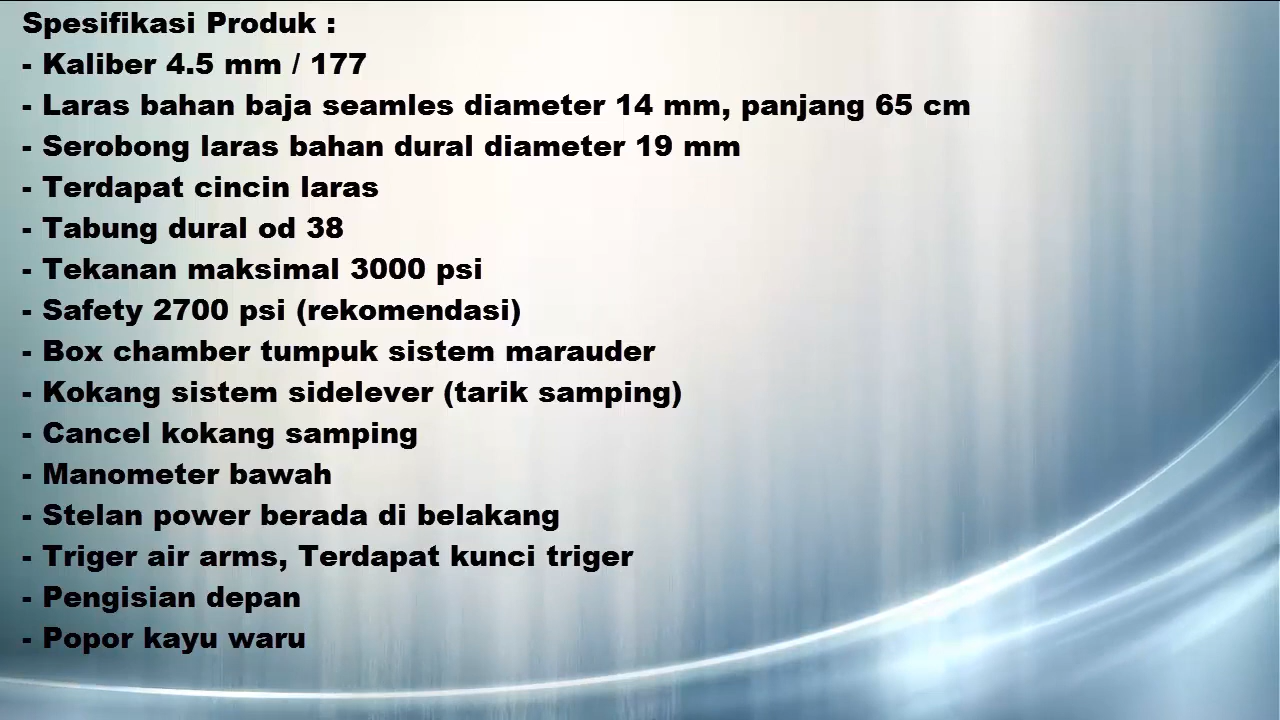 Spesifikasi Produk :
- Kaliber 4.5 mm / 177
- Laras bahan baja seamles diameter 14 mm, panjang 65 cm
- Serobong laras bahan dural diameter 19 mm
- Terdapat cincin laras
- Tabung dural od 38
- Tekanan maksimal 3000 psi
- Safety 2700 psi (rekomendasi)
- Box chamber tumpuk sistem marauder
- Kokang sistem sidelever (tarik samping)
- Cancel kokang samping
- Manometer bawah
- Stelan power berada di belakang
- Triger air arms, Terdapat kunci triger
- Pengisian depan
- Popor kayu waru